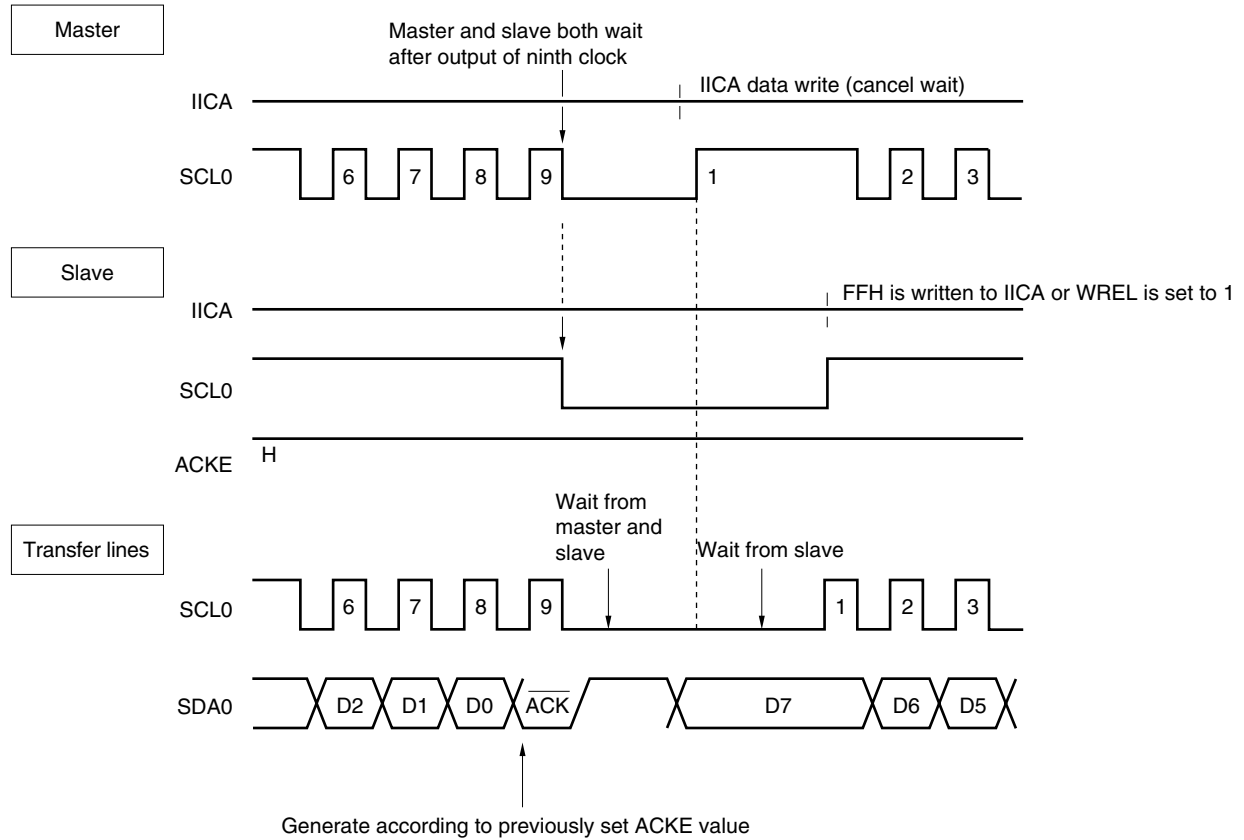 Master
Master and slave both wait
after output of ninth clock
IICA
IICA data write (cancel wait)
SCL0
6 7 8 9 1 2 3
Slave
IICA
FFH is written to IICA or WREL is set to 1
SCL0
ACKE
H
Transfer lines
Wait from
master and
slave
Wait from slave
SCL0
6 7 8 9 1 2 3
SDA0
D2 D1 D0 ACK D7 D6 D5
Generate according to previously set ACKE value